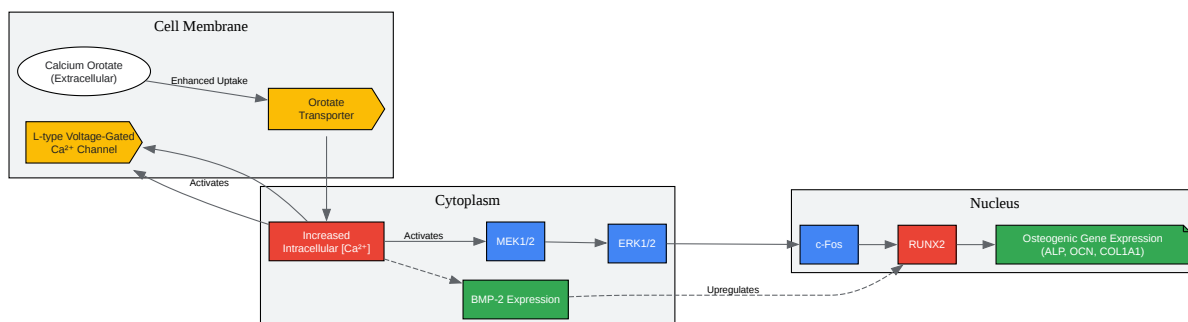 Cell Membrane
Calcium Orotate
(Extracellular)
Enhanced Uptake
Orotate
Transporter
L-type Voltage-Gated
Ca²⁺ Channel
Activates
Cytoplasm
Increased
Intracellular [Ca²⁺]
Activates
MEK1/2
ERK1/2
BMP-2 Expression
Upregulates
Nucleus
c-Fos
RUNX2
Osteogenic Gene Expression
(ALP, OCN, COL1A1)